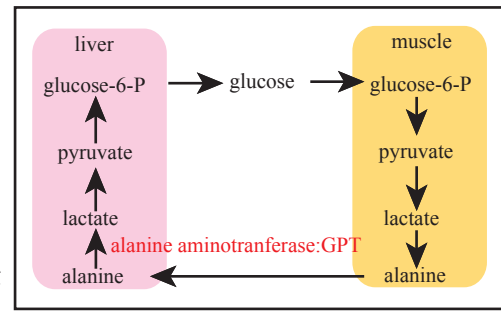 liver
muscle
glucose-6-P
glucose
glucose-6-P
pyruvate
pyruvate
lactate
lactate
alanine aminotranferase:GPT
alanine
alanine